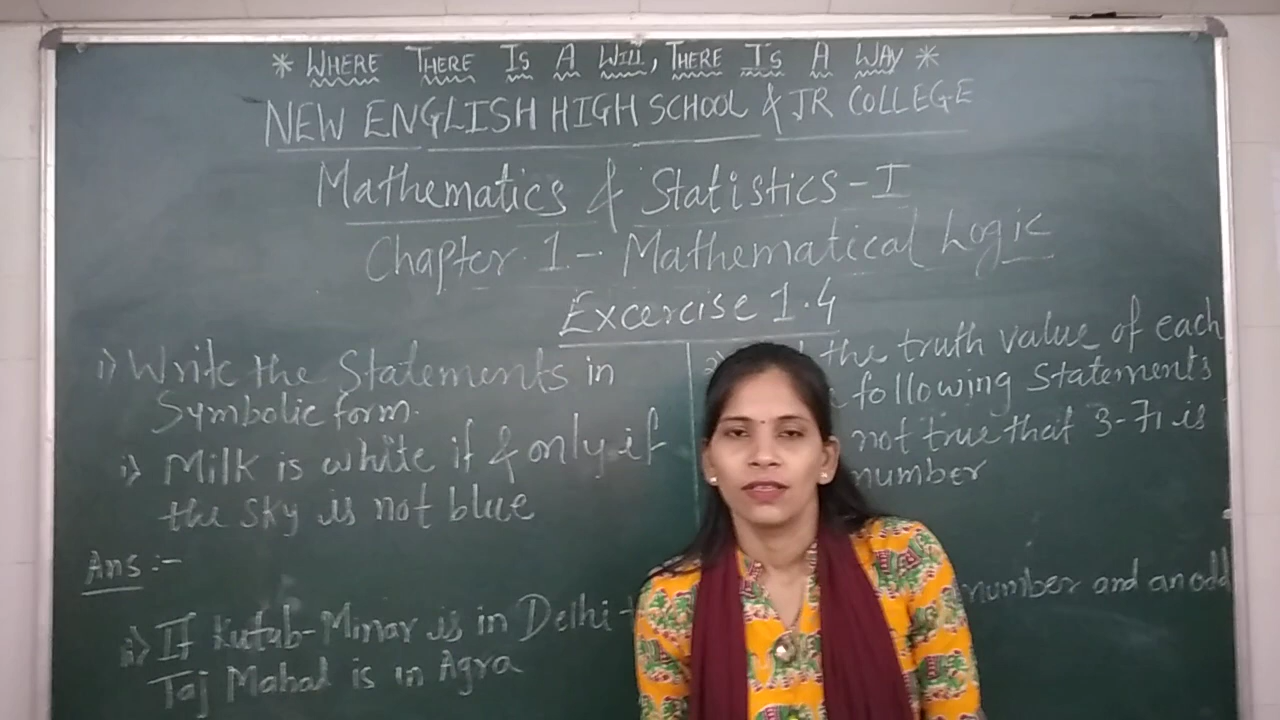 * WHERE THERE IS A WILL, THERE IS A WAY *
NEW ENGLISH HIGH SCHOOL & JR COLLEGE
Mathematics & Statistics-I
Chapter 1- Mathematical Logic
Excercise 1.4
1) Write the Statements in
Symbolic form.
i) Milk is white if & only if
the sky is not blue
Ans :-
ii) If Kutub-Minar is in Delhi
Taj Mahal is in Agra
the truth value of each
following Statements
not true that 3-7i is
number
number and an odd